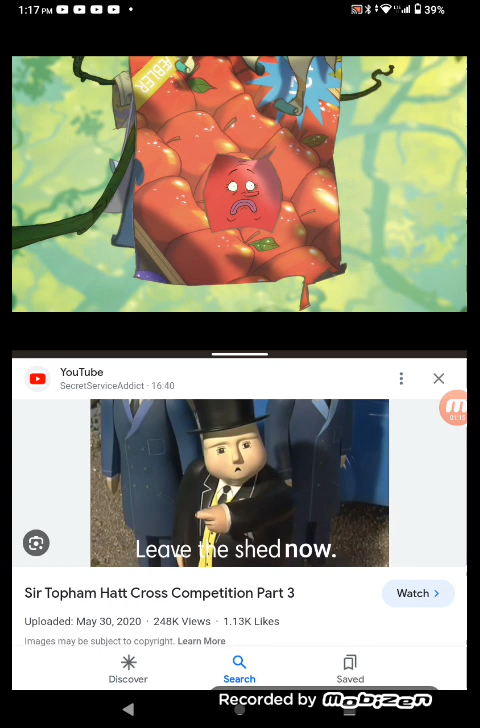 1:17 PM
39%
YouTube
SecretServiceAddict · 16:40
01:15
Leave the shed now.
Sir Topham Hatt Cross Competition Part 3
Watch
Uploaded: May 30, 2020 · 248K Views · 1.13K Likes
Images may be subject to copyright. Learn More
Discover
Search
Saved
Recorded by Mobizen